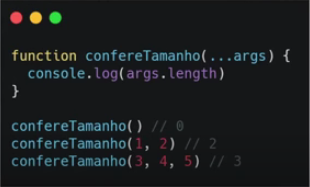 function confereTamanho(...args) {
  console.log(args.length)
}
confereTamanho() // 0
confereTamanho(1, 2) // 2
confereTamanho(3, 4, 5) // 3